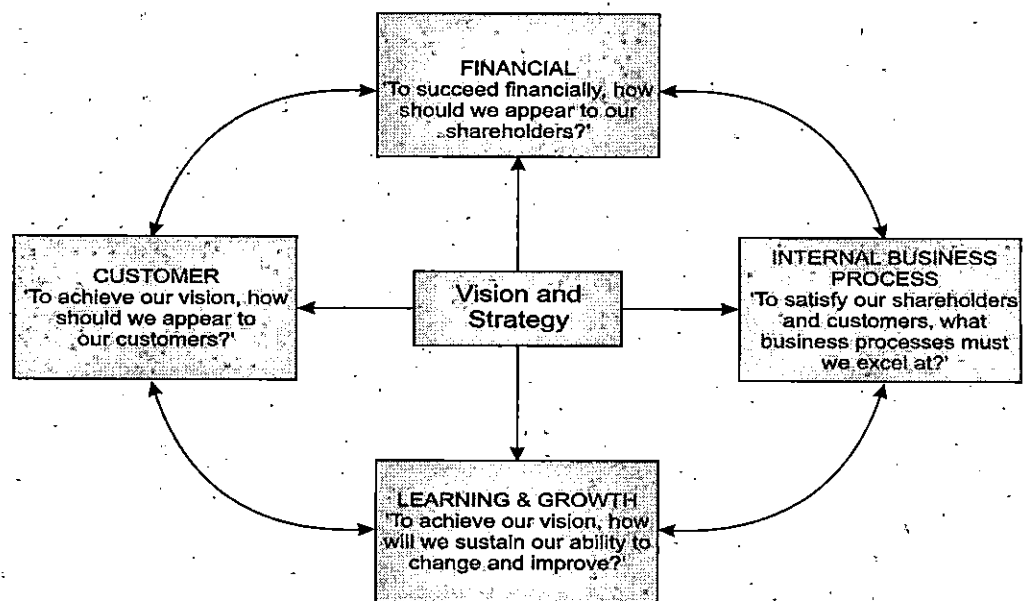 FINANCIAL
'To succeed financially, how
should we appear to our
shareholders?'
CUSTOMER
'To achieve our vision, how
should we appear to
our customers?'
Vision and
Strategy
INTERNAL BUSINESS
PROCESS
'To satisfy our shareholders
and customers, what
business processes must
we excel at?'
LEARNING & GROWTH
'To achieve our vision, how
will we sustain our ability to
change and improve?'